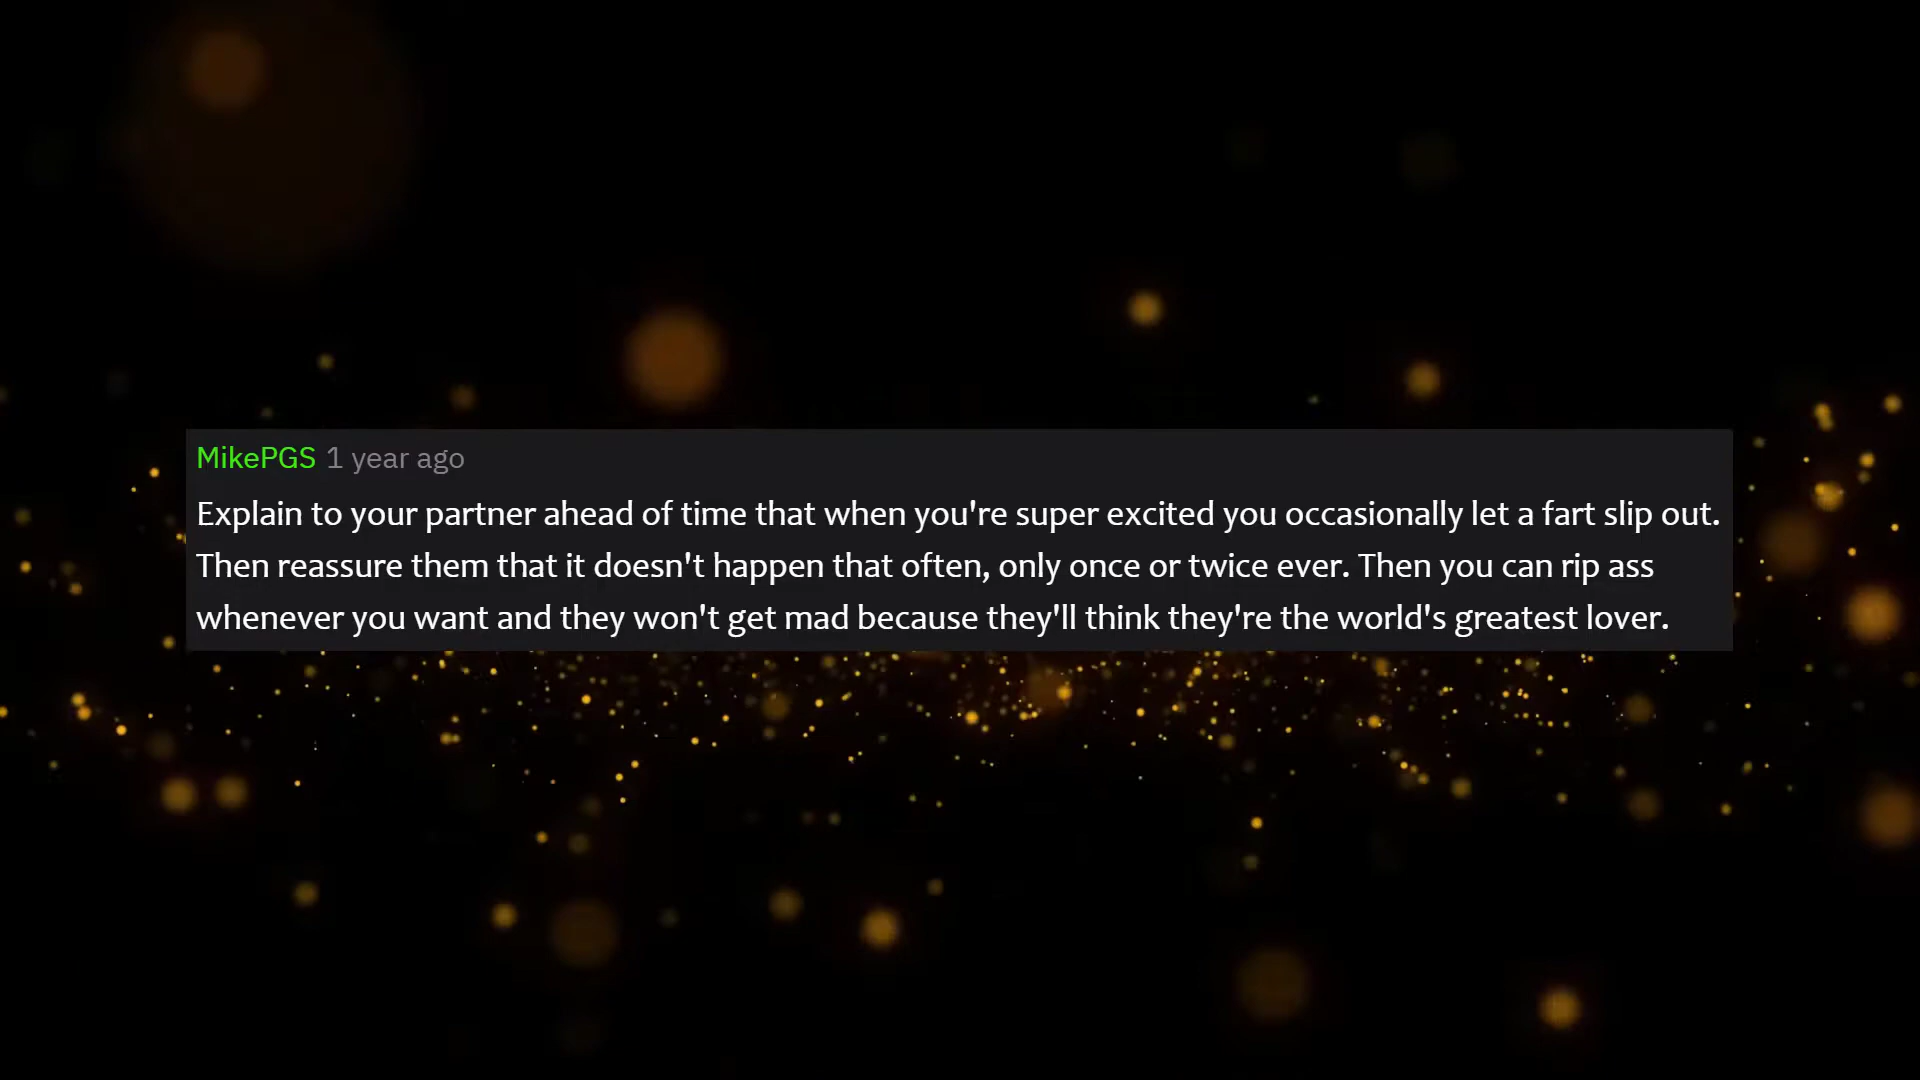 MikePGS 1 year ago
Explain to your partner ahead of time that when you're super excited you occasionally let a fart slip out.
Then reassure them that it doesn't happen that often, only once or twice ever. Then you can rip ass
whenever you want and they won't get mad because they'll think they're the world's greatest lover.